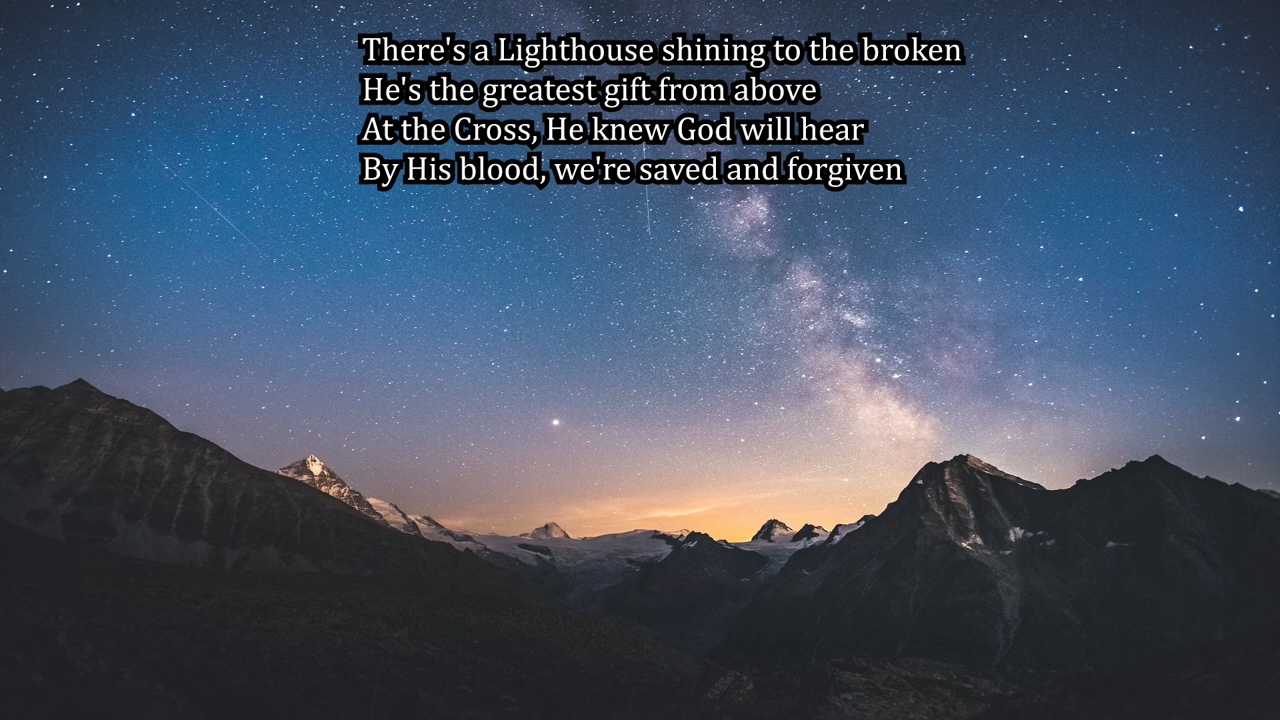 There's a Lighthouse shining to the broken
He's the greatest gift from above
At the Cross, He knew God will hear
By His blood, we're saved and forgiven